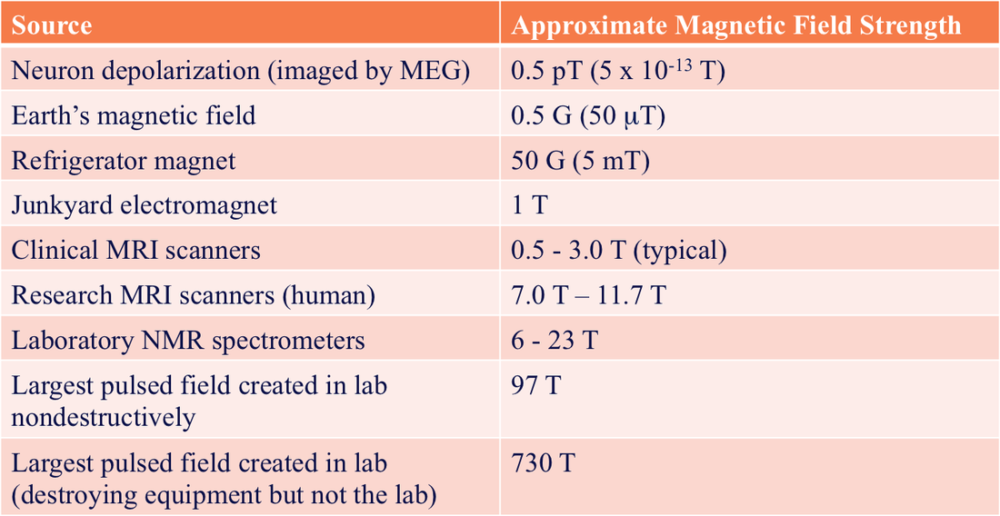 Source Approximate Magnetic Field Strength
Neuron depolarization (imaged by MEG) 0.5 pT (5 x 10⁻¹³ T)
Earth’s magnetic field 0.5 G (50 μT)
Refrigerator magnet 50 G (5 mT)
Junkyard electromagnet 1 T
Clinical MRI scanners 0.5 - 3.0 T (typical)
Research MRI scanners (human) 7.0 T – 11.7 T
Laboratory NMR spectrometers 6 - 23 T
Largest pulsed field created in lab 97 T
nondestructively
Largest pulsed field created in lab 730 T
(destroying equipment but not the lab)